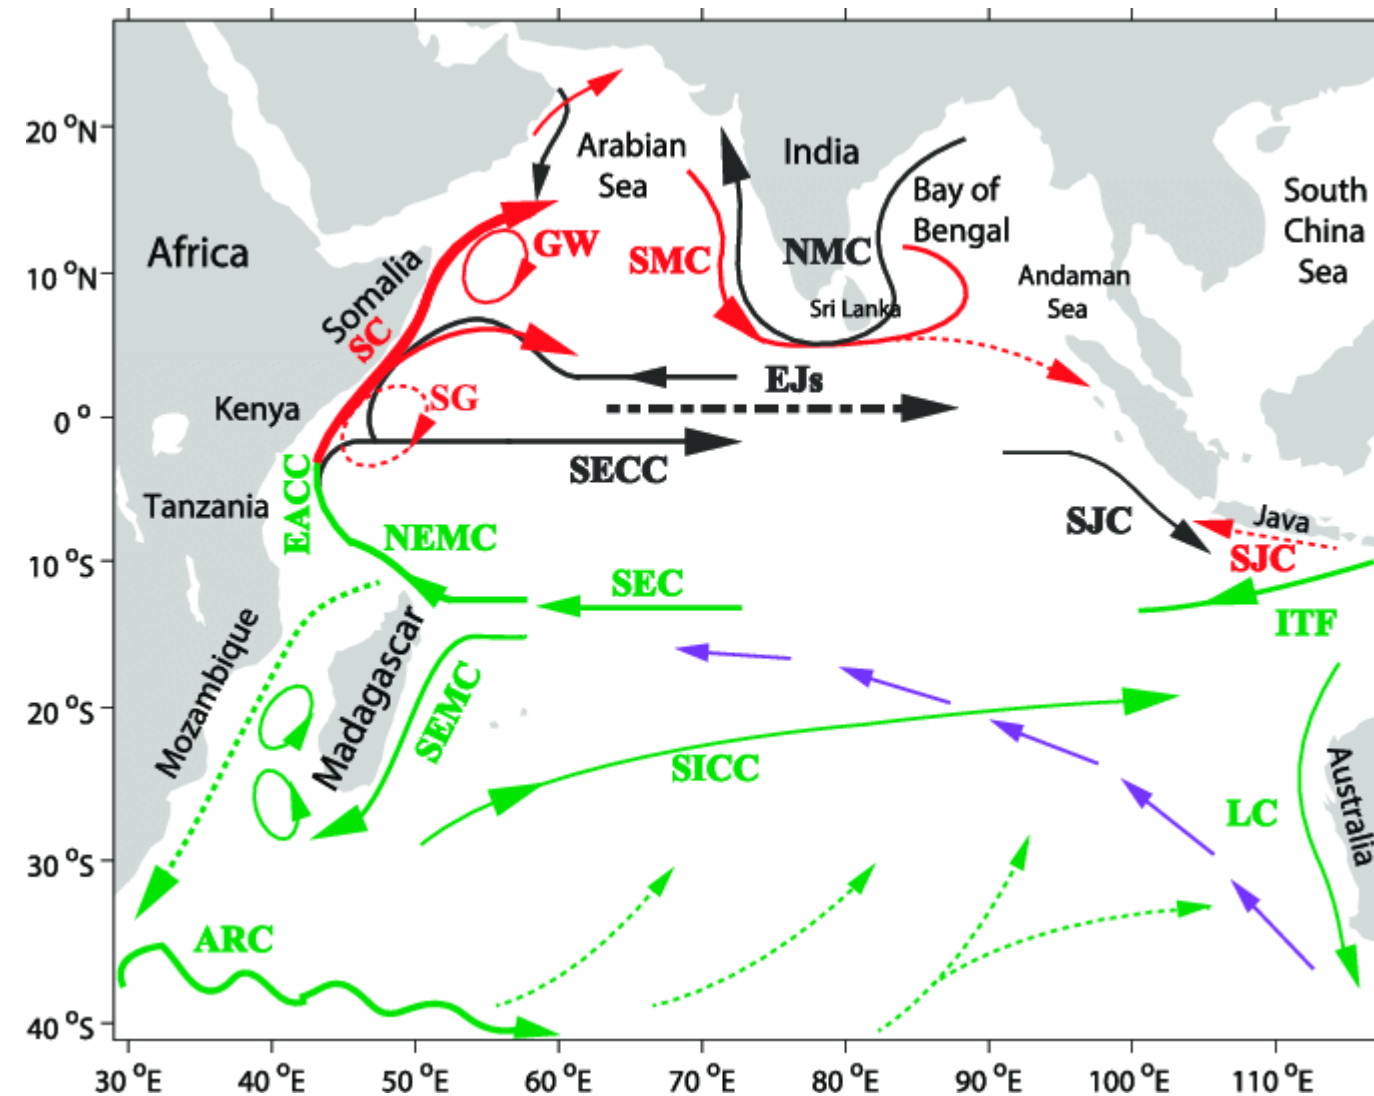 20 °N
10 °N
0 °
10 °S
20 °S
30 °S
40 °S
30 °E
40 °E
50 °E
60 °E
70 °E
80 °E
90 °E
100 °E
110 °E
Arabian
Sea
India
Bay of
Bengal
South
China
Sea
Africa
GW
SMC
NMC
Andaman
Sea
Somalia
SC
Sri Lanka
Kenya
SG
EJs
SECC
Tanzania
EACC
NEMC
SJC
Java
SJC
SEC
ITF
Mozambique
Madagascar
SEMC
SICC
LC
Australia
ARC